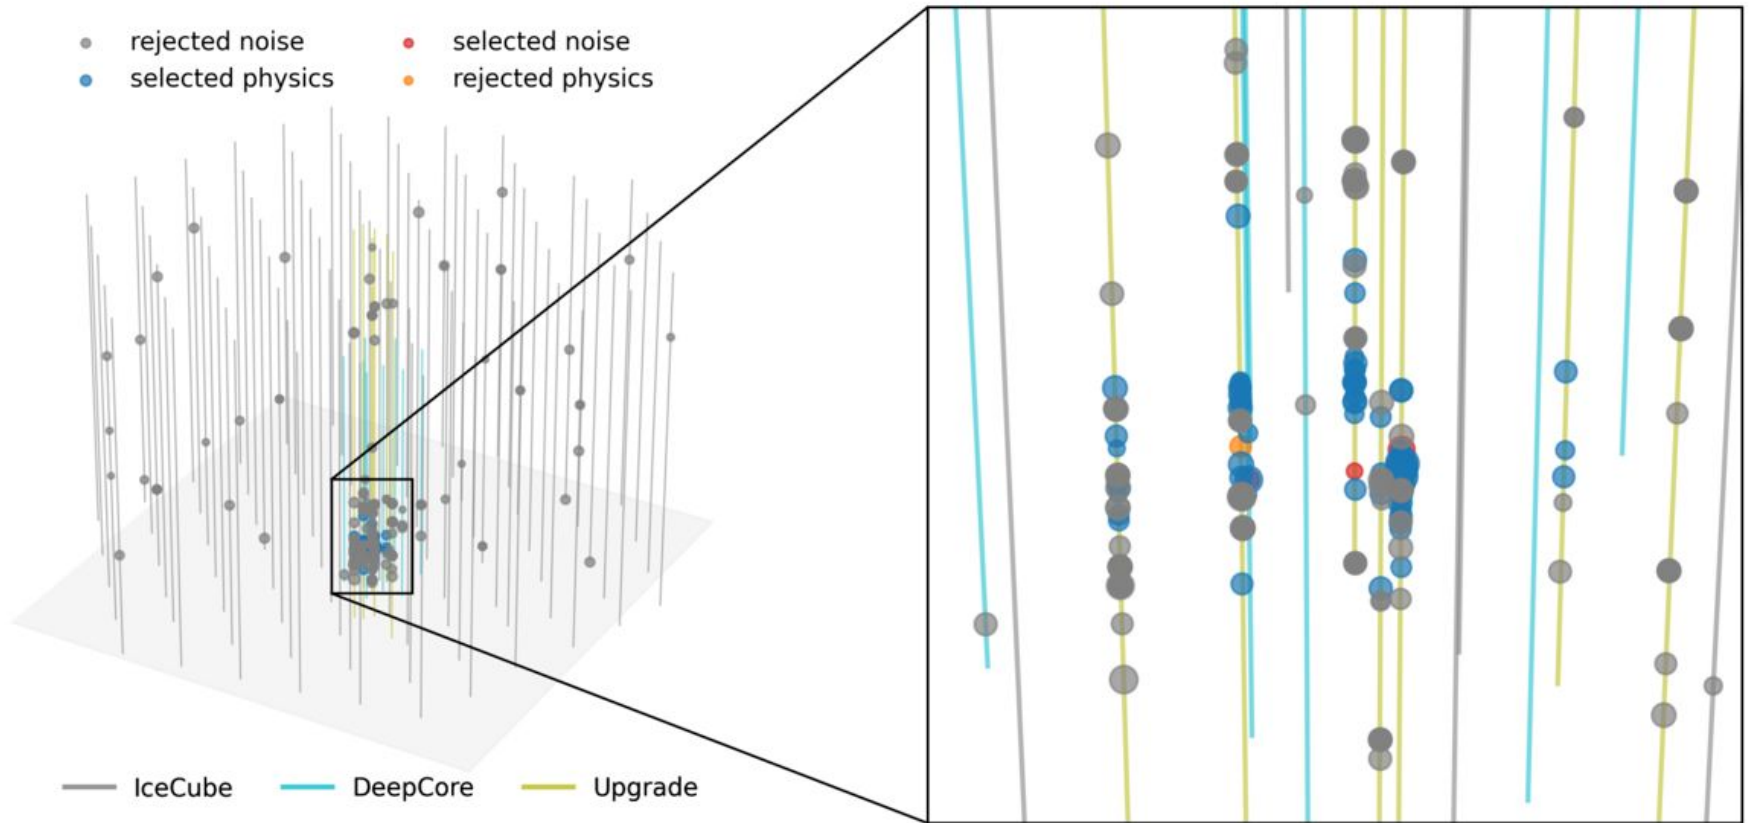 rejected noise
selected noise
selected physics
rejected physics
IceCube
DeepCore
Upgrade